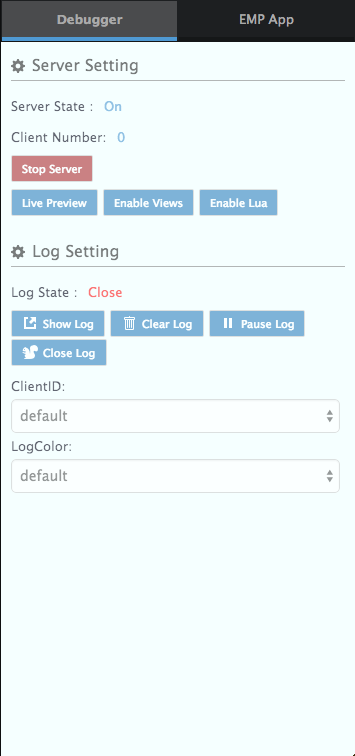 Debugger EMP App
Server Setting
Server State : On
Client Number: 0
Stop Server
Live Preview Enable Views Enable Lua
Log Setting
Log State : Close
Show Log Clear Log Pause Log
Close Log
ClientID:
default
LogColor:
default